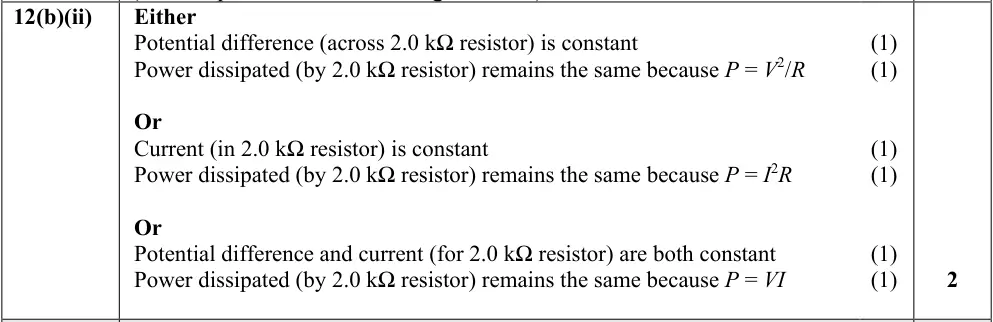 12(b)(ii) Either
Potential difference (across 2.0 kΩ resistor) is constant (1)
Power dissipated (by 2.0 kΩ resistor) remains the same because P = V²/R (1)
Or
Current (in 2.0 kΩ resistor) is constant (1)
Power dissipated (by 2.0 kΩ resistor) remains the same because P = I²R (1)
Or
Potential difference and current (for 2.0 kΩ resistor) are both constant (1)
Power dissipated (by 2.0 kΩ resistor) remains the same because P = VI (1) 2